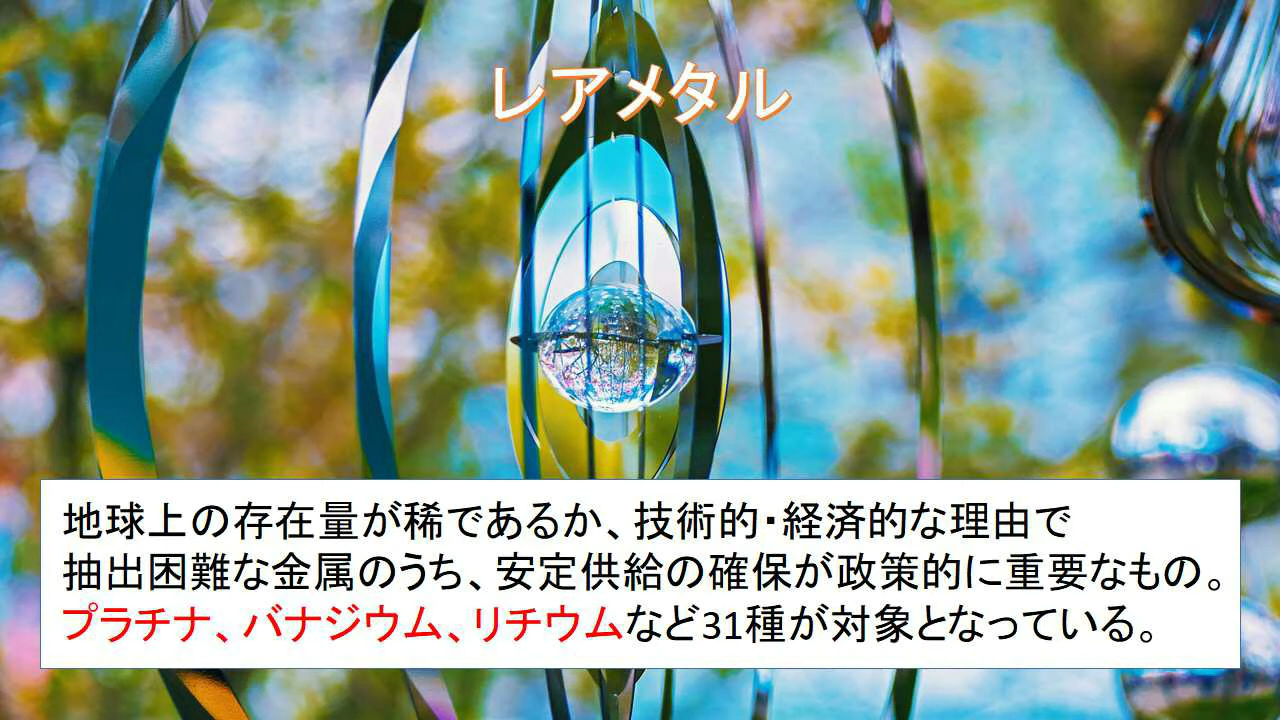 レアメタル
地球上の存在量が稀であるか、技術的・経済的な理由で
抽出困難な金属のうち、安定供給の確保が政策的に重要なもの。
プラチナ、バナジウム、リチウムなど31種が対象となっている。